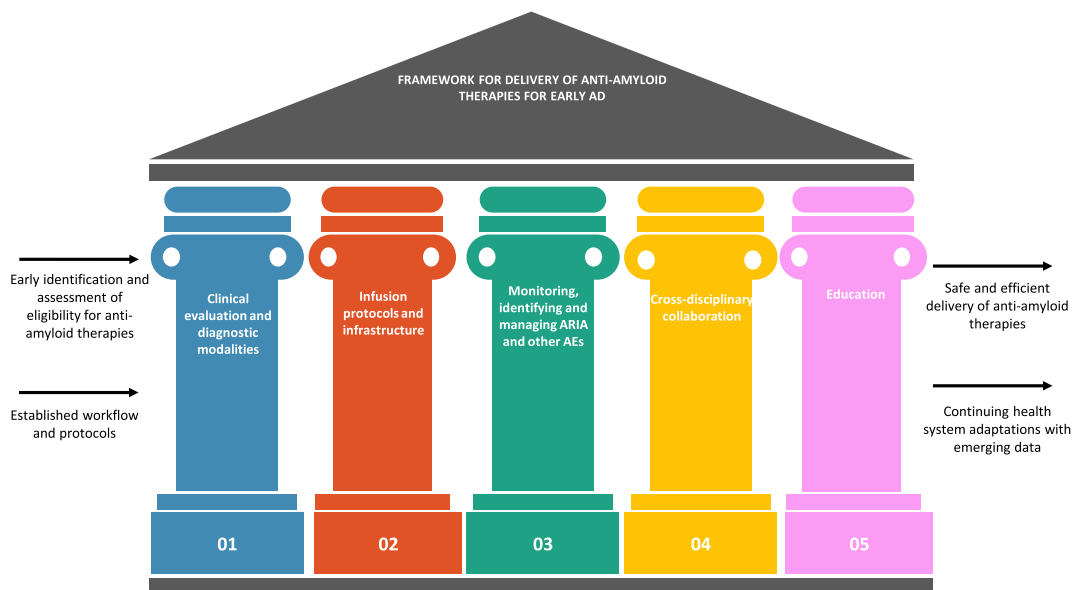 FRAMEWORK FOR DELIVERY OF ANTI-AMYLOID
THERAPIES FOR EARLY AD
Early identification and
assessment of
eligibility for anti-
amyloid therapies
Established workflow
and protocols
Clinical
evaluation and
diagnostic
modalities
01
Infusion
protocols and
infrastructure
02
Monitoring,
identifying and
managing ARIA
and other AEs
03
Cross-disciplinary
collaboration
04
Education
05
Safe and efficient
delivery of anti-amyloid
therapies
Continuing health
system adaptations with
emerging data